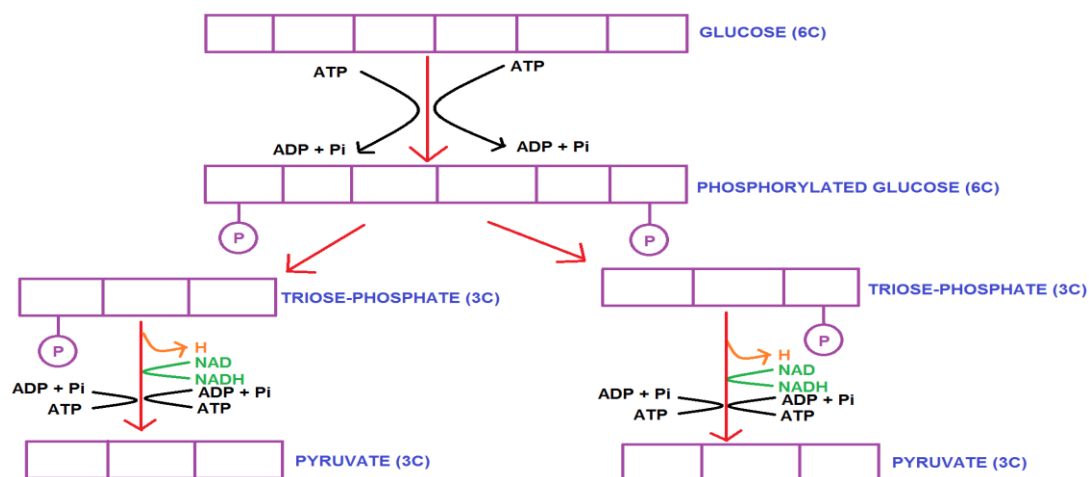 GLUCOSE (6C)
ATP
ATP
ADP + Pi
ADP + Pi
PHOSPHORYLATED GLUCOSE (6C)
P
P
TRIOSE-PHOSPHATE (3C)
TRIOSE-PHOSPHATE (3C)
P
H
NAD
NADH
ADP + Pi
ADP + Pi
ATP
ATP
P
H
NAD
NADH
ADP + Pi
ADP + Pi
ATP
ATP
PYRUVATE (3C)
PYRUVATE (3C)